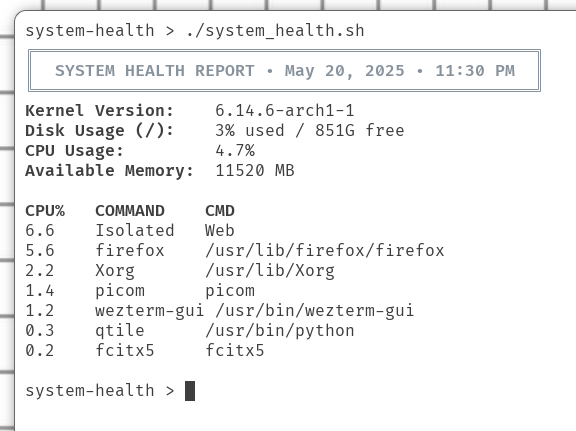 system-health > ./system_health.sh
SYSTEM HEALTH REPORT • May 20, 2025 • 11:30 PM
Kernel Version: 6.14.6-arch1-1
Disk Usage (/): 3% used / 851G free
CPU Usage: 4.7%
Available Memory: 11520 MB
CPU% COMMAND CMD
6.6 Isolated Web
5.6 firefox /usr/lib/firefox/firefox
2.2 Xorg /usr/lib/Xorg
1.4 picom picom
1.2 wezterm-gui /usr/bin/wezterm-gui
0.3 qtile /usr/bin/python
0.2 fcitx5 fcitx5
system-health >